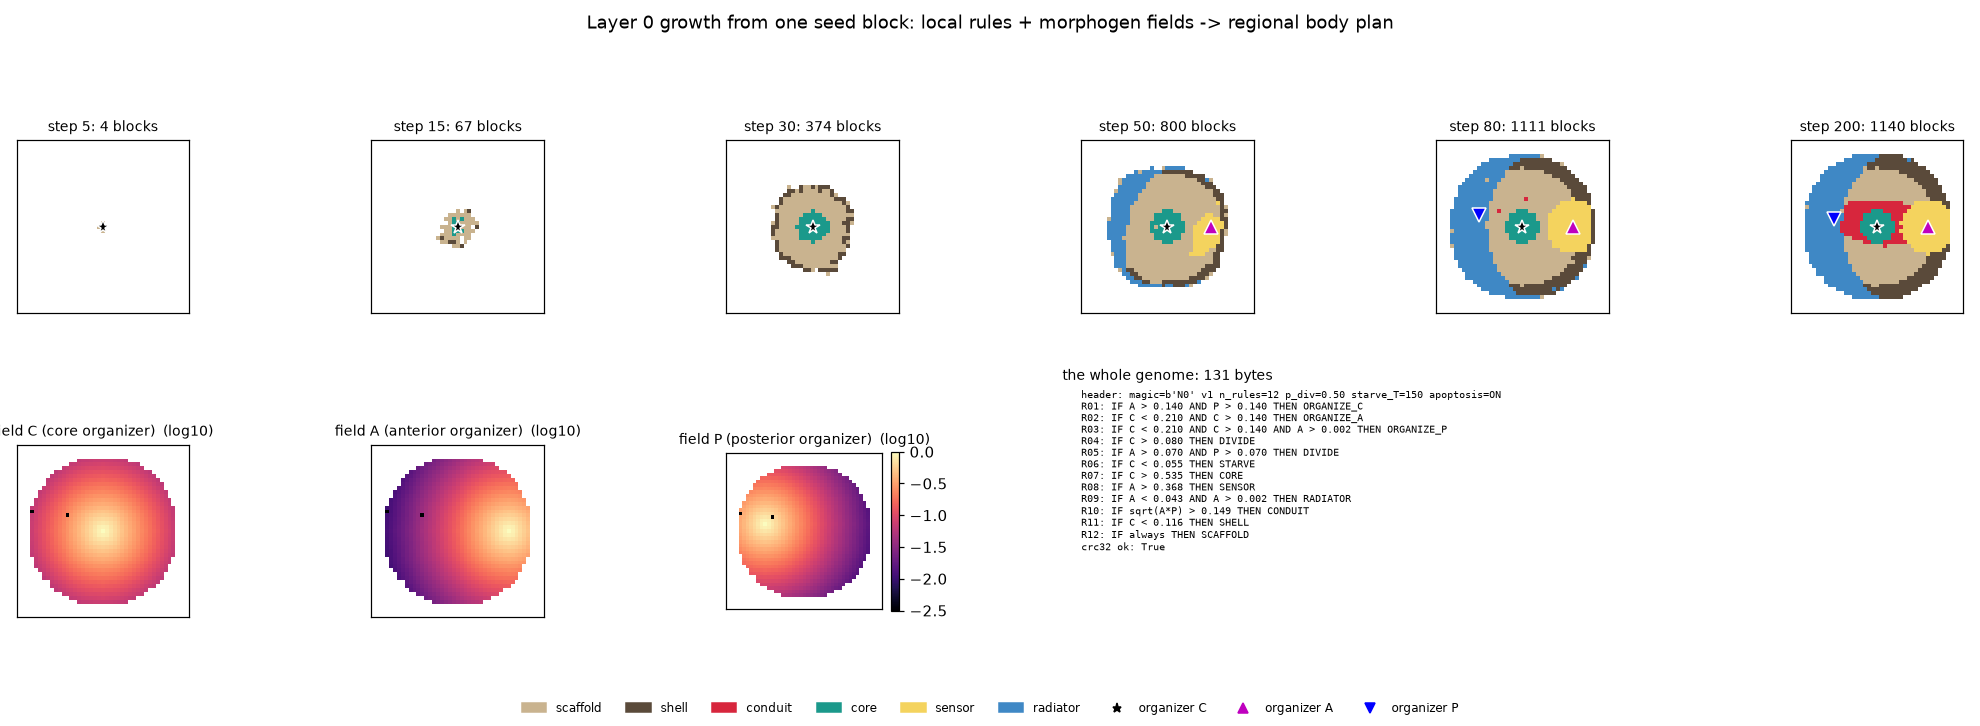 Layer 0 growth from one seed block: local rules + morphogen fields -> regional body plan
step 5: 4 blocks
step 15: 67 blocks
step 30: 374 blocks
step 50: 800 blocks
step 80: 1111 blocks
step 200: 1140 blocks
the whole genome: 131 bytes
header: magic=b'N0' v1 n_rules=12 p_div=0.50 starve_T=150 apoptosis=ON
R01: IF A > 0.140 AND P > 0.140 THEN ORGANIZE_C
R02: IF C < 0.210 AND C > 0.140 THEN ORGANIZE_A
R03: IF C < 0.210 AND C > 0.140 AND A > 0.002 THEN ORGANIZE_P
R04: IF C > 0.080 THEN DIVIDE
R05: IF A > 0.070 AND P > 0.070 THEN DIVIDE
R06: IF C < 0.055 THEN STARVE
R07: IF C > 0.535 THEN CORE
R08: IF A > 0.368 THEN SENSOR
R09: IF A < 0.043 AND A > 0.002 THEN RADIATOR
R10: IF sqrt(A*P) > 0.149 THEN CONDUIT
R11: IF C < 0.116 THEN SHELL
R12: IF always THEN SCAFFOLD
crc32 ok: True
eld C (core organizer) (log10)
field A (anterior organizer) (log10)
field P (posterior organizer) (log10)
0.0
−0.5
−1.0
−1.5
−2.0
−2.5
scaffold
shell
conduit
core
sensor
radiator
organizer C
organizer A
organizer P